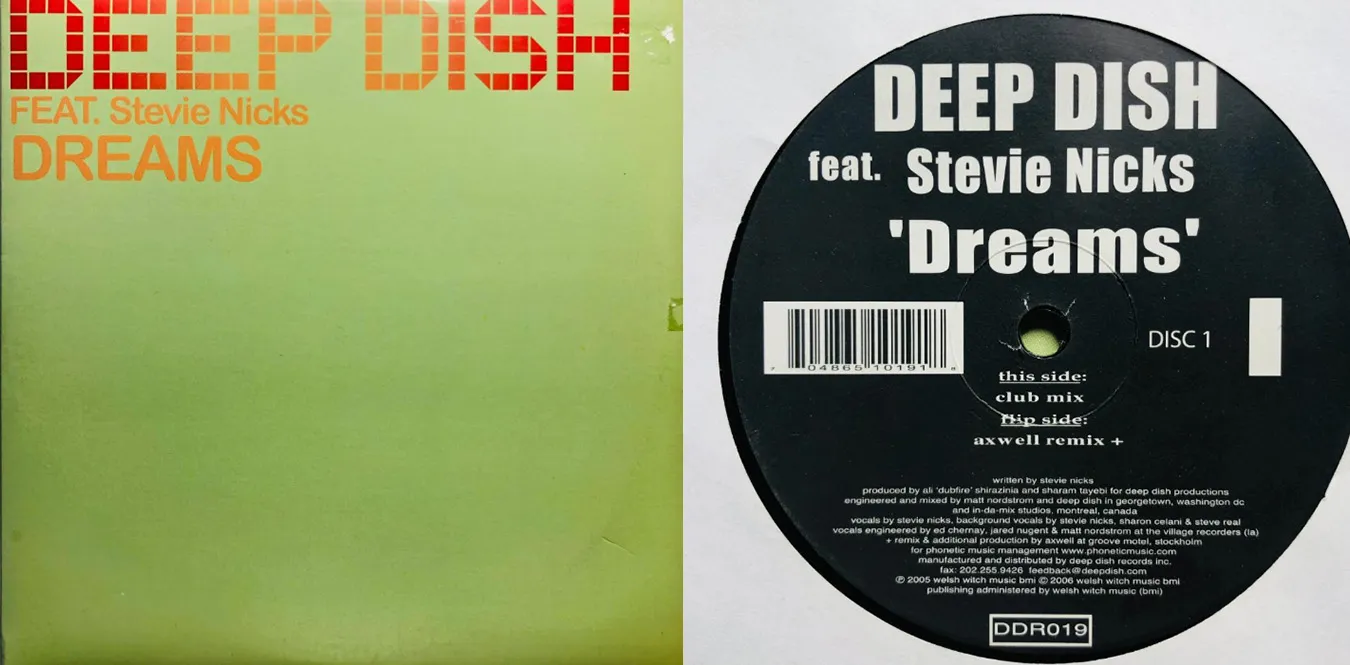 DEEP DISH
FEAT. Stevie Nicks
DREAMS
DEEP DISH
feat. Stevie Nicks
'Dreams'
7 04865 10191 8
DISC 1
this side:
club mix
flip side:
axwell remix +
written by stevie nicks
produced by ali 'dubfire' shirazinia and sharam tayebi for deep dish productions
engineered and mixed by matt nordstrom and deep dish in georgetown, washington dc
and in-da-mix studios, montreal, canada
vocals by stevie nicks, background vocals by stevie nicks, sharon celani & steve real
vocals engineered by ed chernay, jared nugent & matt nordstrom at the village recorders (la)
+ remix & additional production by axwell at groove motel, stockholm
for phonetic music management www.phoneticmusic.com
manufactured and distributed by deep dish records inc.
fax: 202.255.9426 feedback@deepdish.com
℗ 2005 welsh witch music bmi © 2006 welsh witch music bmi
publishing administered by welsh witch music (bmi)
DDR019